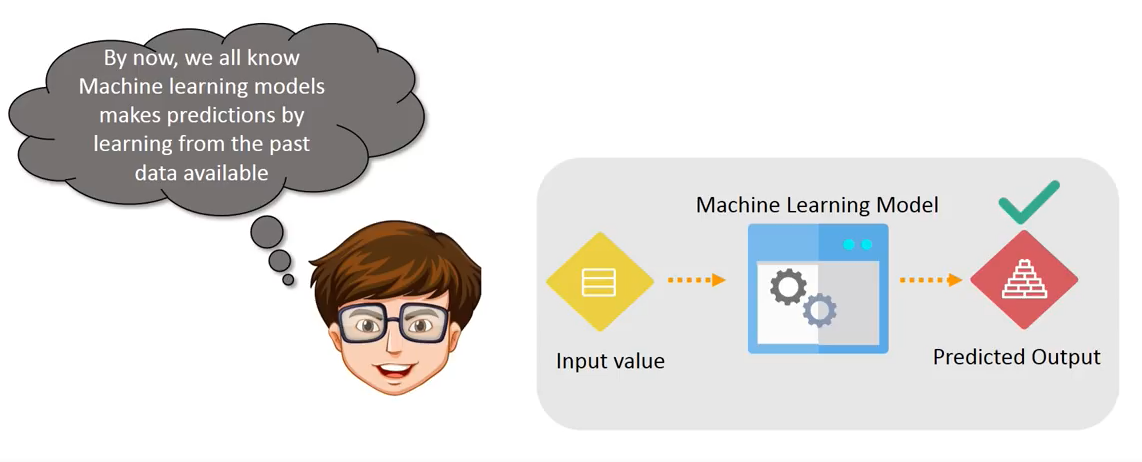 By now, we all know
Machine learning models
makes predictions by
learning from the past
data available
Machine Learning Model
Input value
Predicted Output